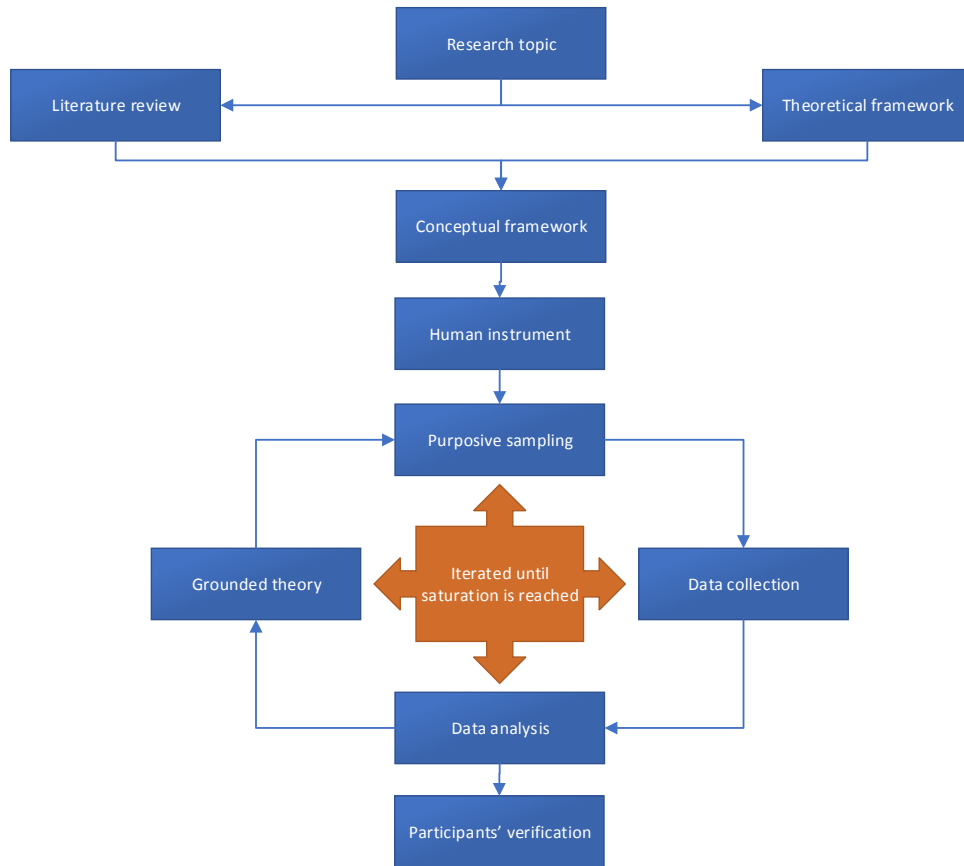 Research topic
Literature review
Theoretical framework
Conceptual framework
Human instrument
Purposive sampling
Grounded theory
Iterated until
saturation is reached
Data collection
Data analysis
Participants’ verification